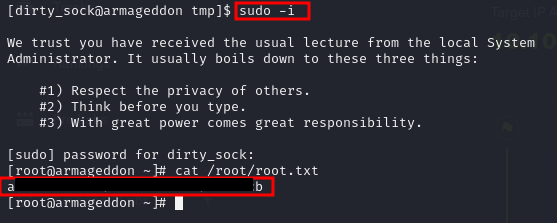 [dirty_sock@armageddon tmp]$ sudo -i
We trust you have received the usual lecture from the local System
Administrator. It usually boils down to these three things:
#1) Respect the privacy of others.
#2) Think before you type.
#3) With great power comes great responsibility.
[sudo] password for dirty_sock:
[root@armageddon ~]# cat /root/root.txt
a
b
[root@armageddon ~]#